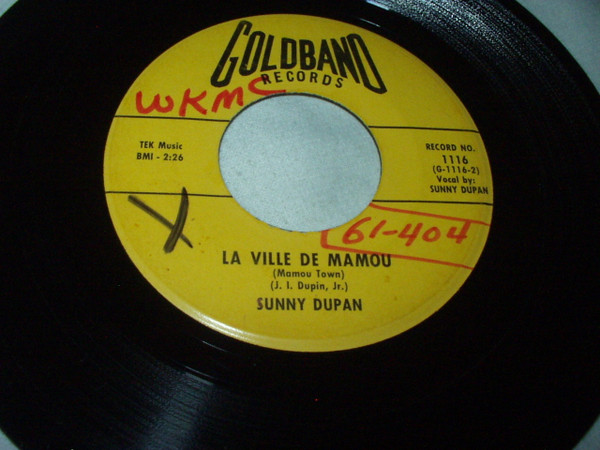 GOLDBAND
RECORDS
WKMC
TEK Music
BMI - 2:26
RECORD NO.
1116
(G-1116-2)
Vocal by:
SUNNY DUPAN
X
61-404
LA VILLE DE MAMOU
(Mamou Town)
(J. I. Dupin, Jr.)
SUNNY DUPAN